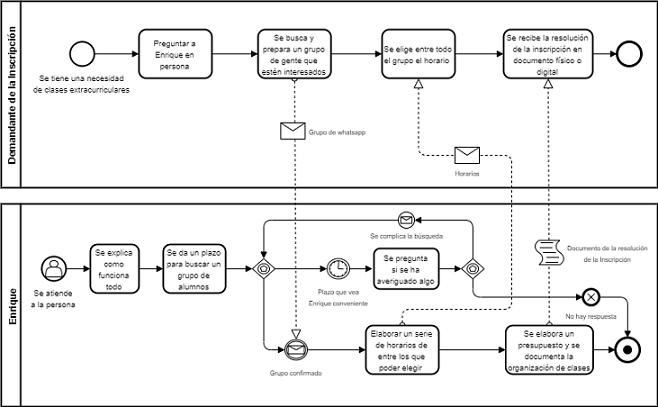 Demandante de la Inscripción
Se tiene una necesidad
de clases extracurriculares
Preguntar a
Enrique en
persona
Se busca y
prepara un grupo
de gente que
estén interesados
Se elige entre todo
el grupo el horario
Se recibe la resolución
de la inscripción en
documento físico o
digital
Grupo de whatsapp
Horarios
Enrique
Se atiende
a la persona
Se explica
como
funciona
todo
Se da un plazo
para buscar un
grupo de
alumnos
Se complica la búsqueda
Plazo que vea
Enrique conveniente
Se pregunta
si se ha
averiguado algo
Documento de la resolución
de la Inscripción
No hay respuesta
Grupo confirmado
Elaborar un serie
de horarios de
entre los que
poder elegir
Se elabora un
presupuesto y se
documenta la
organización de clases